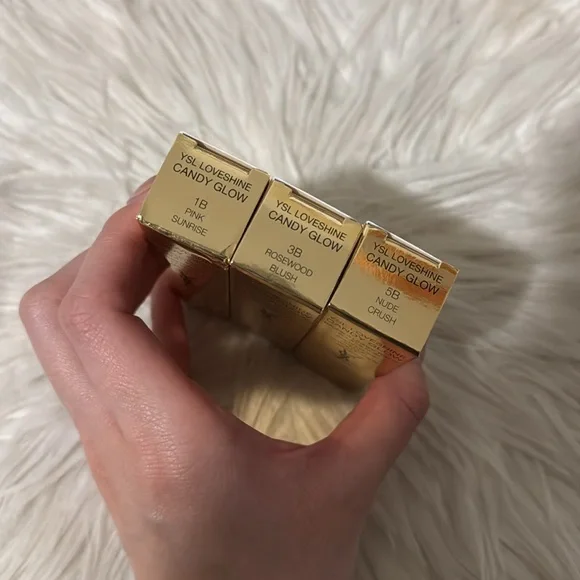 YSL LOVESHINE
CANDY GLOW
1B
PINK
SUNRISE
YSL LOVESHINE
CANDY GLOW
3B
ROSEWOOD
BLUSH
YSL LOVESHINE
CANDY GLOW
5B
NUDE
CRUSH